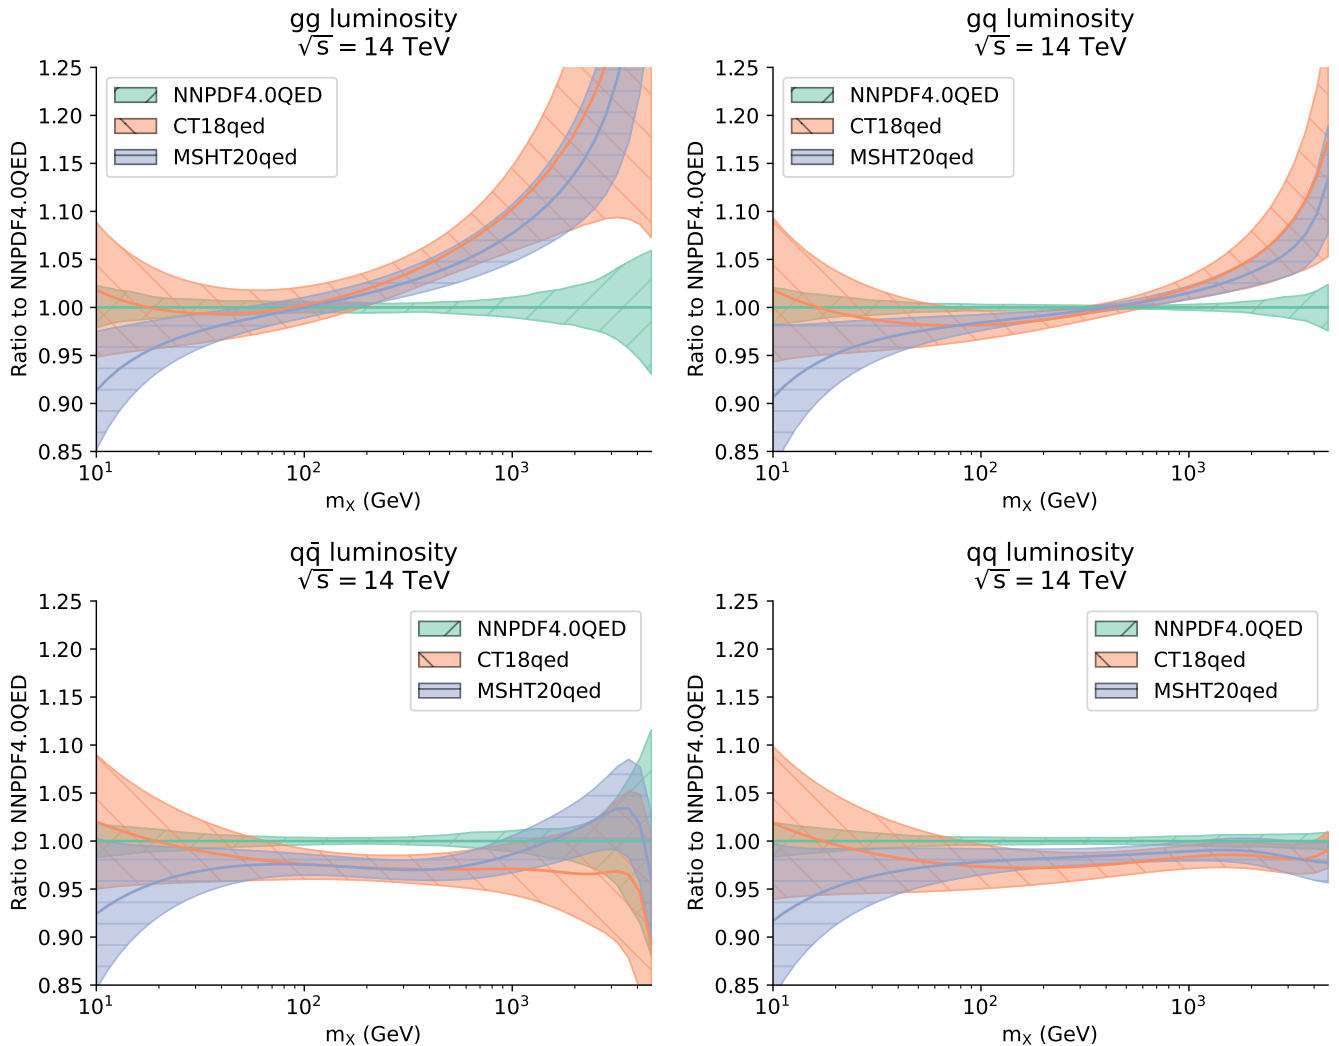 gg luminosity
√s = 14 TeV
Ratio to NNPDF4.0QED
1.25
1.20
1.15
1.10
1.05
1.00
0.95
0.90
0.85
NNPDF4.0QED
CT18qed
MSHT20qed
10¹
10²
10³
mX (GeV)
gq luminosity
√s = 14 TeV
Ratio to NNPDF4.0QED
1.25
1.20
1.15
1.10
1.05
1.00
0.95
0.90
0.85
NNPDF4.0QED
CT18qed
MSHT20qed
10¹
10²
10³
mX (GeV)
qq̄ luminosity
√s = 14 TeV
Ratio to NNPDF4.0QED
1.25
1.20
1.15
1.10
1.05
1.00
0.95
0.90
0.85
NNPDF4.0QED
CT18qed
MSHT20qed
10¹
10²
10³
mX (GeV)
qq luminosity
√s = 14 TeV
Ratio to NNPDF4.0QED
1.25
1.20
1.15
1.10
1.05
1.00
0.95
0.90
0.85
NNPDF4.0QED
CT18qed
MSHT20qed
10¹
10²
10³
mX (GeV)